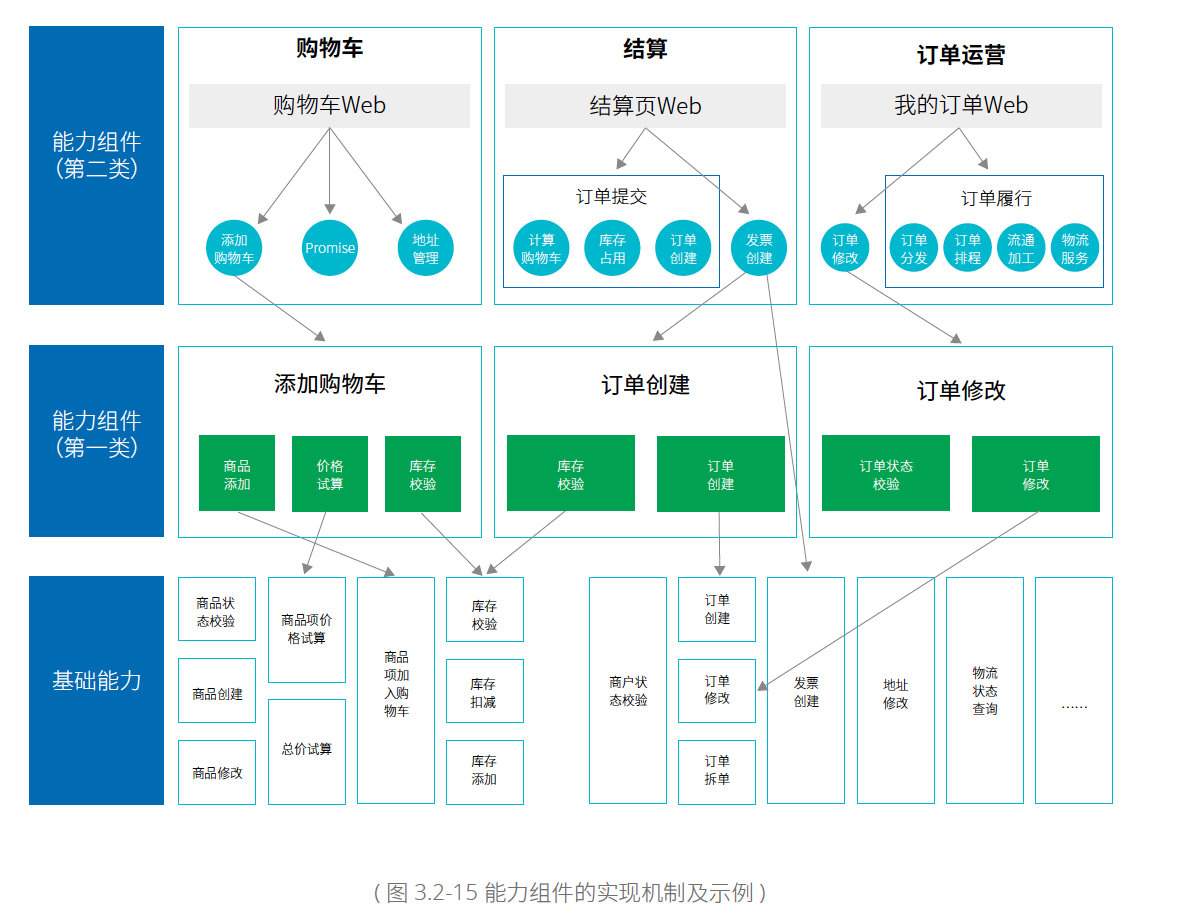 能力组件
(第二类)
购物车
购物车Web
添加
购物车
Promise
地址
管理
结算
结算页Web
订单提交
计算
购物车
库存
占用
订单
创建
发票
创建
订单运营
我的订单Web
订单履行
订单
修改
订单
分发
订单
排程
流通
加工
物流
服务
能力组件
(第一类)
添加购物车
商品
添加
价格
试算
库存
校验
订单创建
库存
校验
订单
创建
订单修改
订单状态
校验
订单
修改
基础能力
商品状
态校验
商品创建
商品修改
商品项价
格试算
总价试算
商品
项加
入购
物车
库存
校验
库存
扣减
库存
添加
商户状
态校验
订单
创建
订单
修改
订单
拆单
发票
创建
地址
修改
物流
状态
查询
……
( 图 3.2-15 能力组件的实现机制及示例 )